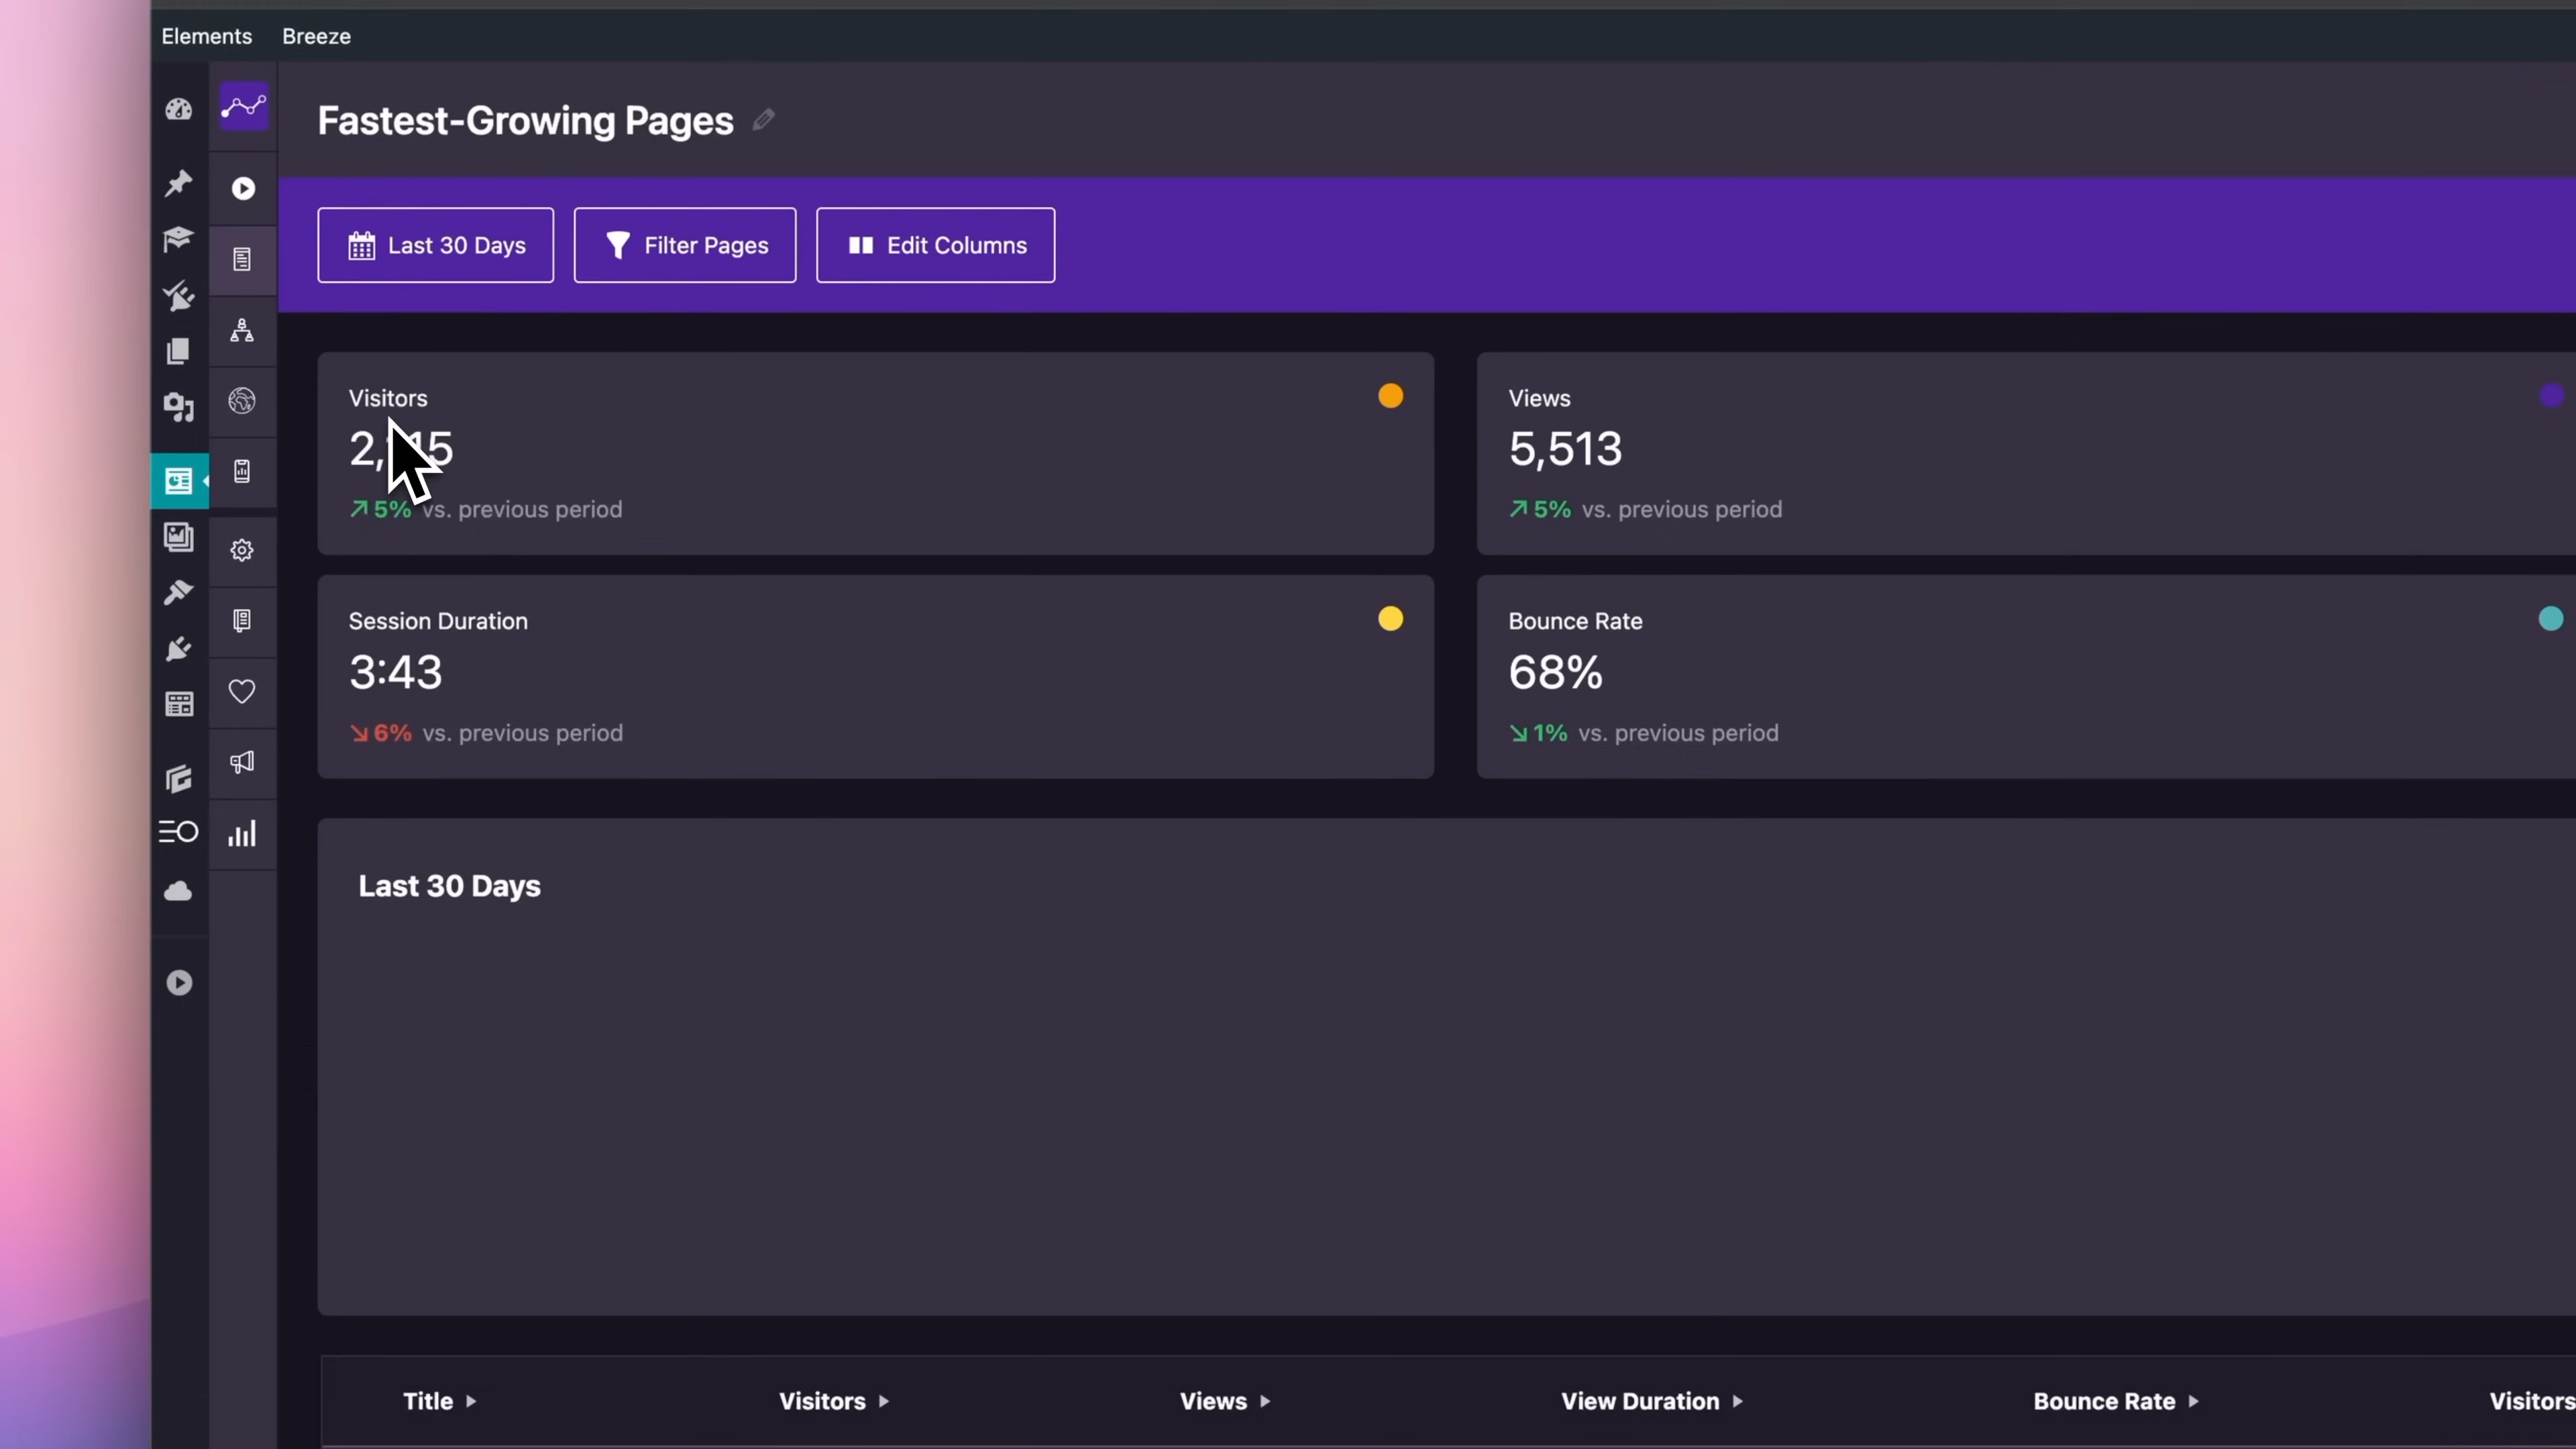 Elements Breeze
Fastest-Growing Pages
Last 30 Days Filter Pages Edit Columns
Visitors
↗ 5% vs. previous period
Views
5,513
↗ 5% vs. previous period
Session Duration
3:43
↘ 6% vs. previous period
Bounce Rate
68%
↘ 1% vs. previous period
Last 30 Days
Title Visitors Views View Duration Bounce Rate Visitors